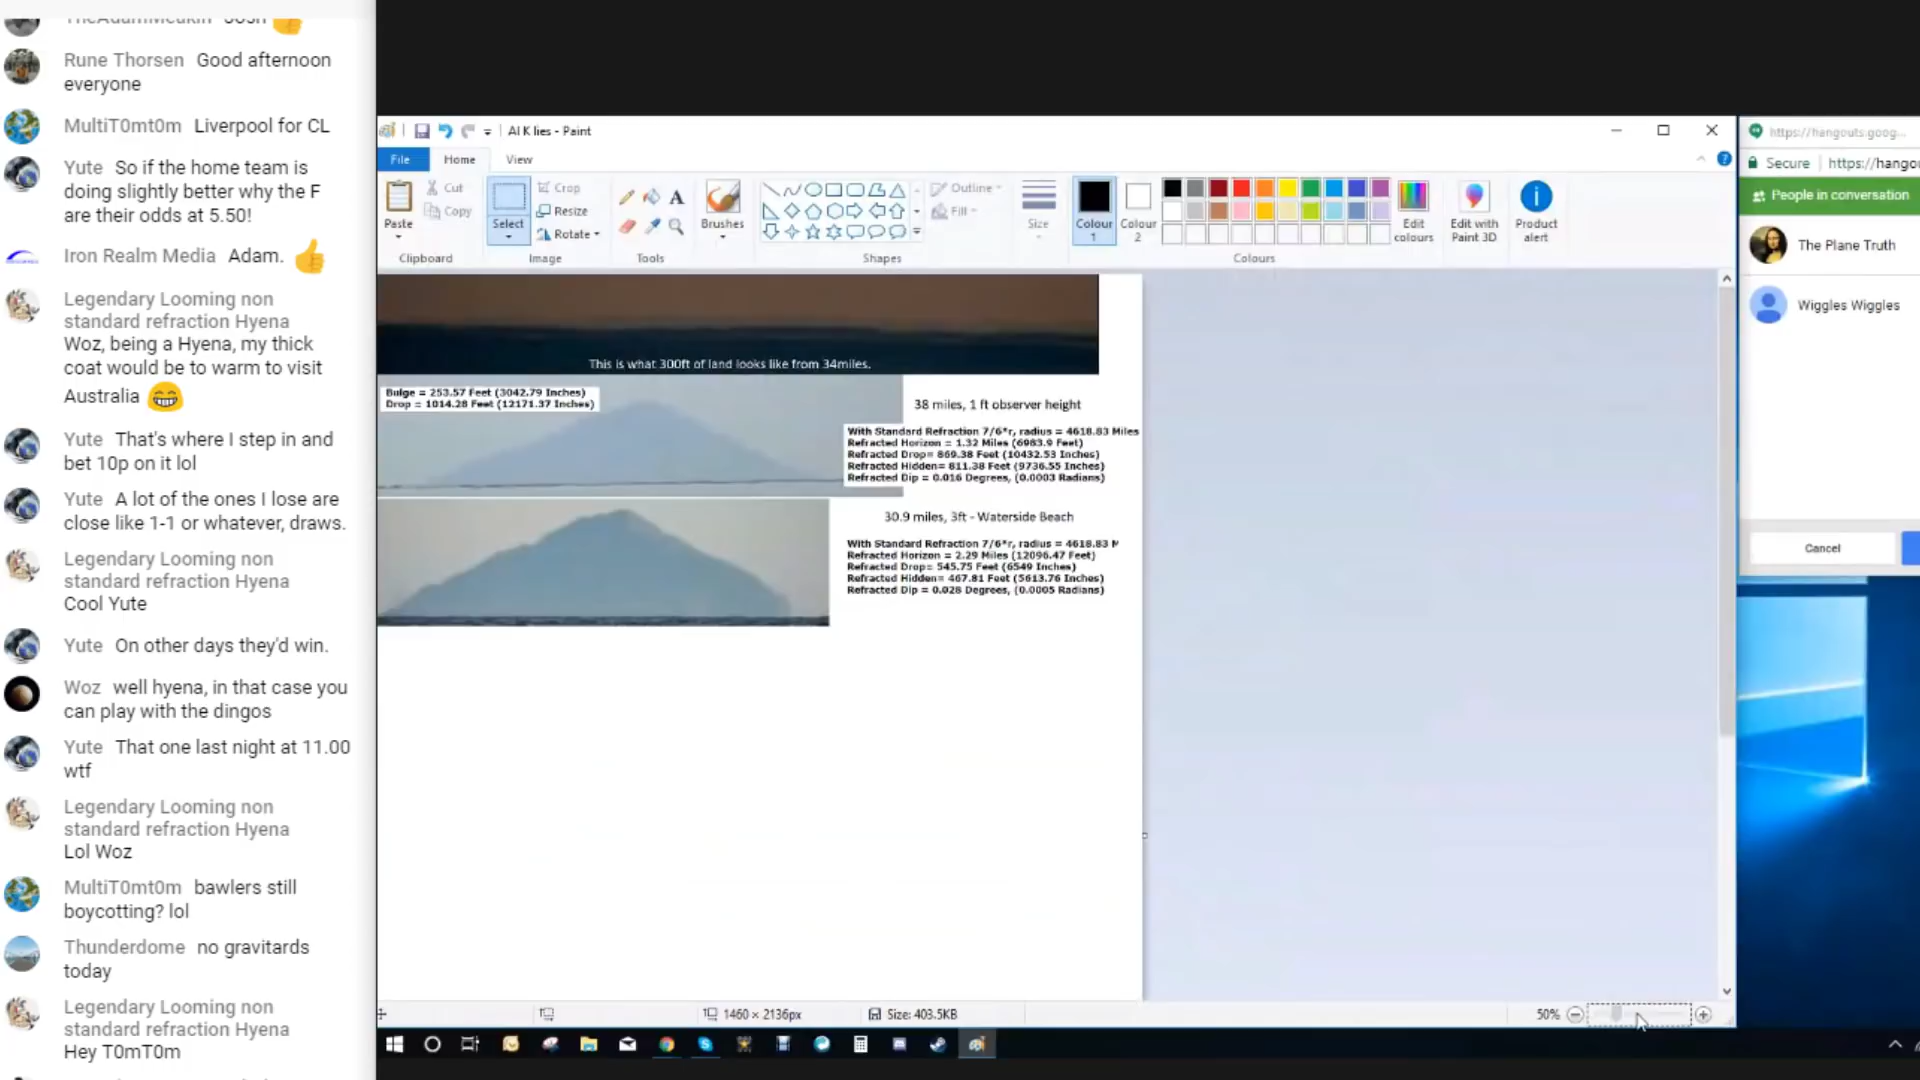 Rune Thorsen Good afternoon
everyone
MultiT0mt0m Liverpool for CL
Yute So if the home team is
doing slightly better why the F
are their odds at 5.50!
Iron Realm Media Adam. 👍
Legendary Looming non
standard refraction Hyena
Woz, being a Hyena, my thick
coat would be to warm to visit
Australia 😁
Yute That's where I step in and
bet 10p on it lol
Yute A lot of the ones I lose are
close like 1-1 or whatever, draws.
Legendary Looming non
standard refraction Hyena
Cool Yute
Yute On other days they'd win.
Woz well hyena, in that case you
can play with the dingos
Yute That one last night at 11.00
wtf
Legendary Looming non
standard refraction Hyena
Lol Woz
MultiT0mt0m bawlers still
boycotting? lol
Thunderdome no gravitards
today
Legendary Looming non
standard refraction Hyena
Hey T0mT0m
Al K lies - Paint
File Home View
Paste
Cut
Copy
Clipboard
Select
Crop
Resize
Rotate
Image
Tools
Brushes
Shapes
Outline
Fill
Size
Colour
1
Colour
2
Edit
colours
Edit with
Paint 3D
Product
alert
Colours
This is what 300ft of land looks like from 34miles.
Bulge = 253.57 Feet (3042.79 Inches)
Drop = 1014.28 Feet (12171.37 Inches)
38 miles, 1 ft observer height
With Standard Refraction 7/6*r, radius = 4618.83 Miles
Refracted Horizon = 1.32 Miles (6983.9 Feet)
Refracted Drop= 869.38 Feet (10432.53 Inches)
Refracted Hidden= 811.38 Feet (9736.55 Inches)
Refracted Dip = 0.016 Degrees, (0.0003 Radians)
30.9 miles, 3ft - Waterside Beach
With Standard Refraction 7/6*r, radius = 4618.83 M
Refracted Horizon = 2.29 Miles (12096.47 Feet)
Refracted Drop= 545.75 Feet (6549 Inches)
Refracted Hidden= 467.81 Feet (5613.76 Inches)
Refracted Dip = 0.028 Degrees, (0.0005 Radians)
1460 × 2136px
Size: 403.5KB
50%
https://hangouts.goog...
Secure https://hango
People in conversation
The Plane Truth
Wiggles Wiggles
Cancel